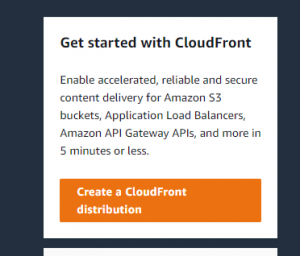 Get started with CloudFront
Enable accelerated, reliable and secure
content delivery for Amazon S3
buckets, Application Load Balancers,
Amazon API Gateway APIs, and more in
5 minutes or less.
Create a CloudFront
distribution